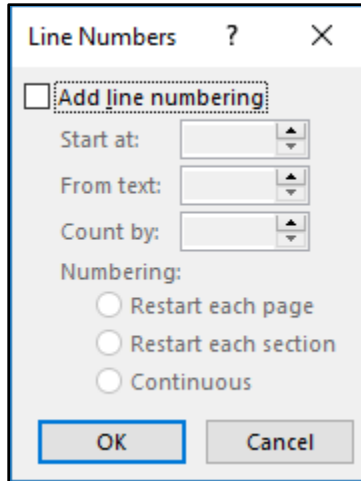 Line Numbers ?
Add line numbering
Start at:
From text:
Count by:
Numbering:
Restart each page
Restart each section
Continuous
OK Cancel